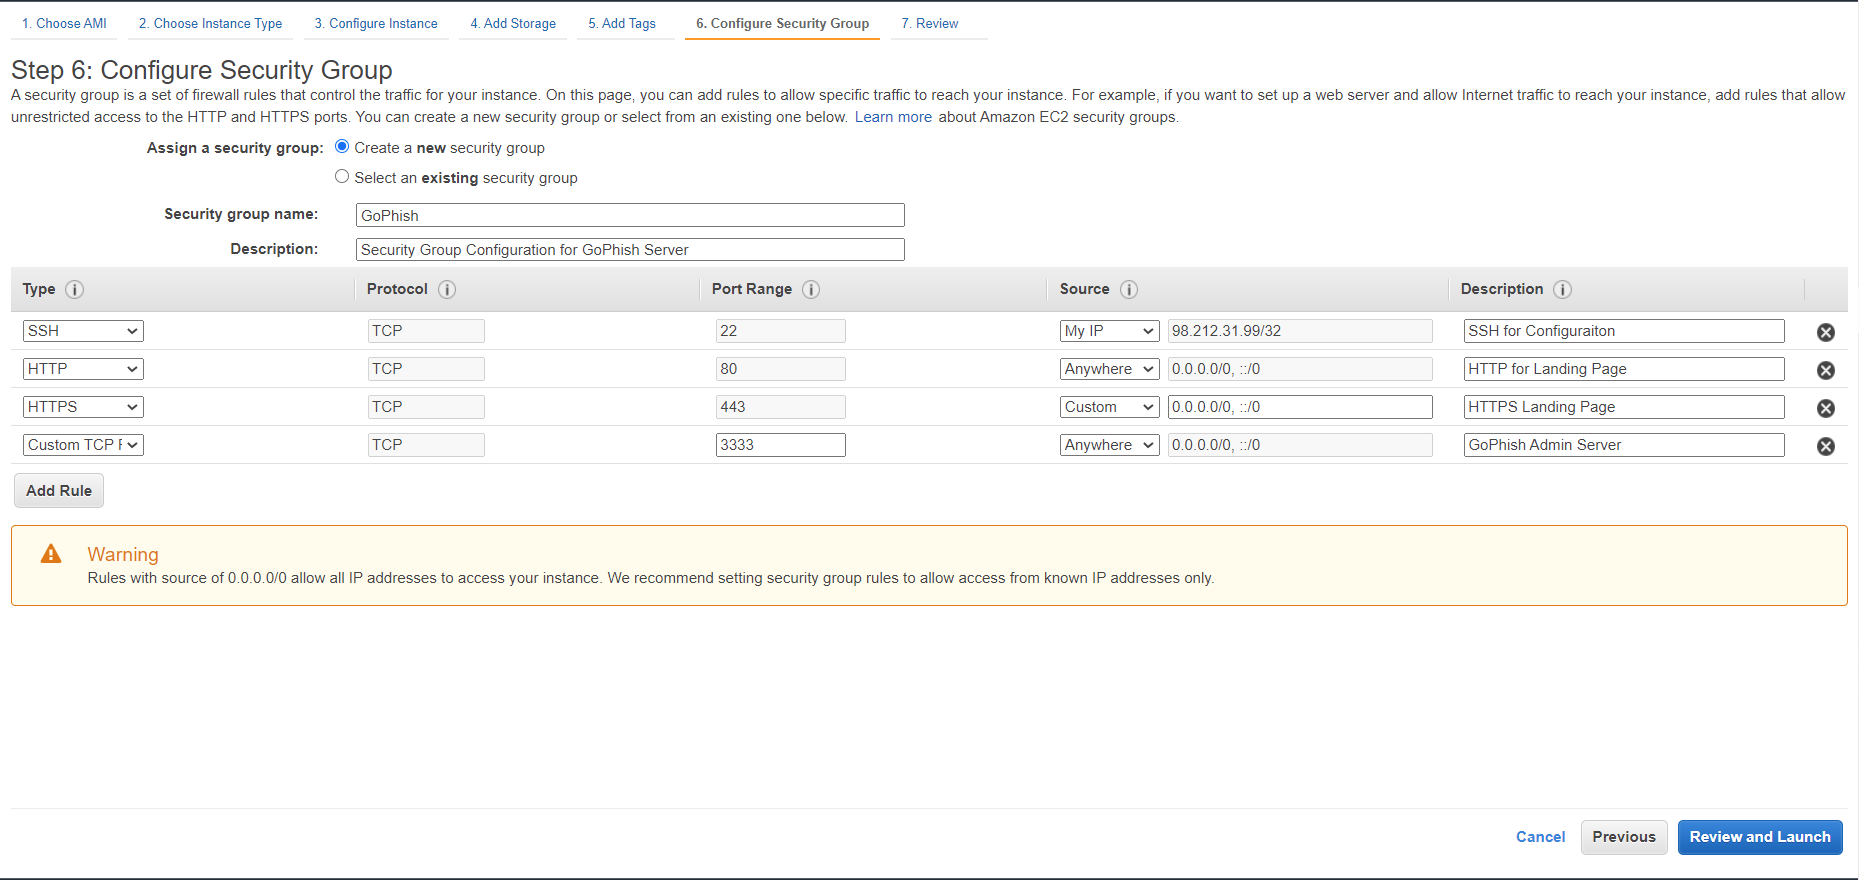 1. Choose AMI 2. Choose Instance Type 3. Configure Instance 4. Add Storage 5. Add Tags 6. Configure Security Group 7. Review
Step 6: Configure Security Group
A security group is a set of firewall rules that control the traffic for your instance. On this page, you can add rules to allow specific traffic to reach your instance. For example, if you want to set up a web server and allow Internet traffic to reach your instance, add rules that allow
unrestricted access to the HTTP and HTTPS ports. You can create a new security group or select from an existing one below. Learn more about Amazon EC2 security groups.
Assign a security group: Create a new security group
Select an existing security group
Security group name: GoPhish
Description: Security Group Configuration for GoPhish Server
Type i Protocol i Port Range i Source i Description i
SSH TCP 22 My IP 98.212.31.99/32 SSH for Configuraiton
HTTP TCP 80 Anywhere 0.0.0.0/0, ::/0 HTTP for Landing Page
HTTPS TCP 443 Custom 0.0.0.0/0, ::/0 HTTPS Landing Page
Custom TCP TCP 3333 Anywhere 0.0.0.0/0, ::/0 GoPhish Admin Server
Add Rule
Warning
Rules with source of 0.0.0.0/0 allow all IP addresses to access your instance. We recommend setting security group rules to allow access from known IP addresses only.
Cancel Previous Review and Launch